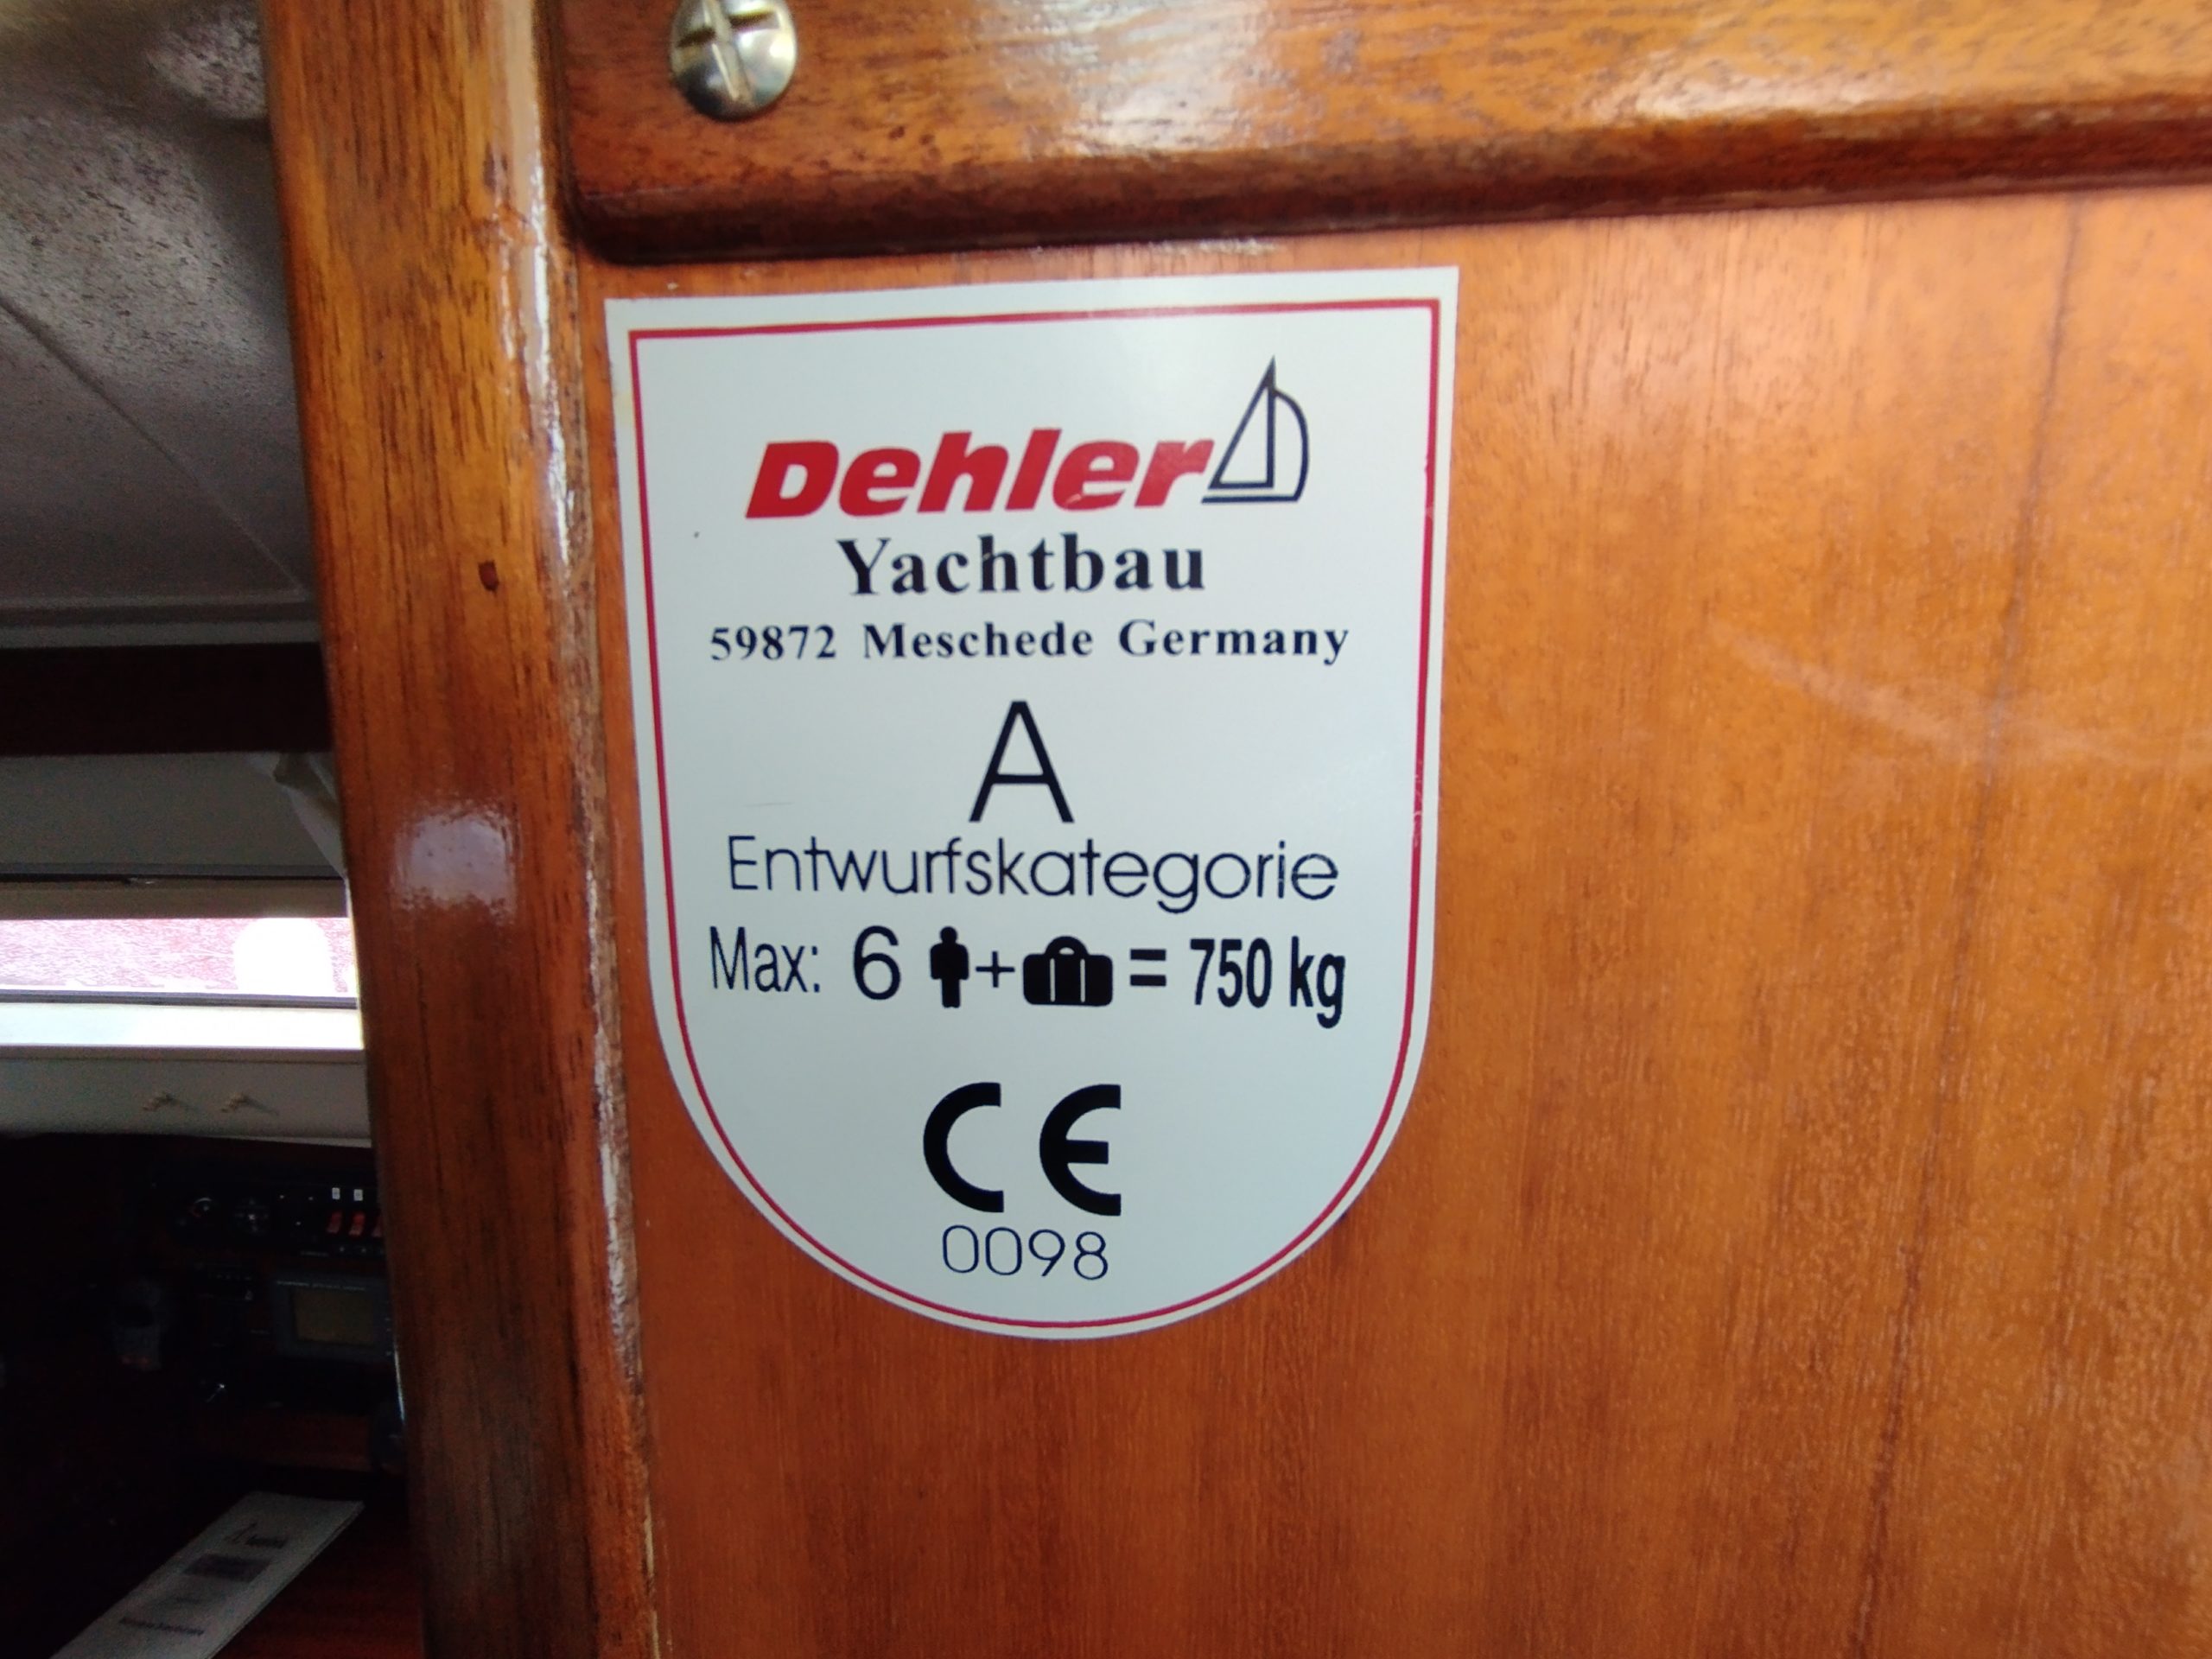 Dehler
Yachtbau
59872 Meschede Germany
A
Entwurfskategorie
Max: 6 + = 750 kg
CE
0098